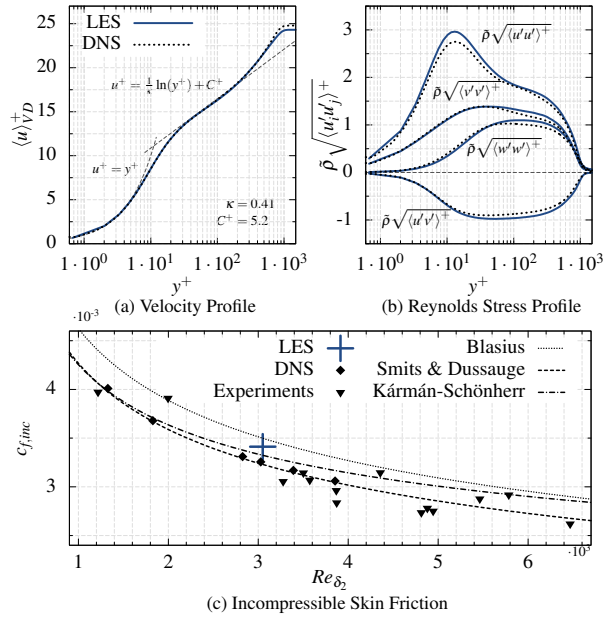 LES
DNS
u⁺ = 1/κ ln(y⁺) + C⁺
u⁺ = y⁺
κ = 0.41
C⁺ = 5.2
⟨u⟩⁺VD
25
20
15
10
5
0
1·10⁰ 1·10¹ 1·10² 1·10³
y⁺
(a) Velocity Profile
ρ̃√⟨u'ᵢu'ⱼ⟩⁺
3
2
1
0
-1
ρ̃√⟨u'u'⟩⁺
ρ̃√⟨v'v'⟩⁺
ρ̃√⟨w'w'⟩⁺
ρ̃√⟨u'v'⟩⁺
1·10⁰ 1·10¹ 1·10² 1·10³
y⁺
(b) Reynolds Stress Profile
·10⁻³
LES
DNS
Experiments
Blasius
Smits & Dussauge
Kármán-Schönherr
c_f,inc
4
3
1 2 3 4 5 6
·10³
Re_δ₂
(c) Incompressible Skin Friction